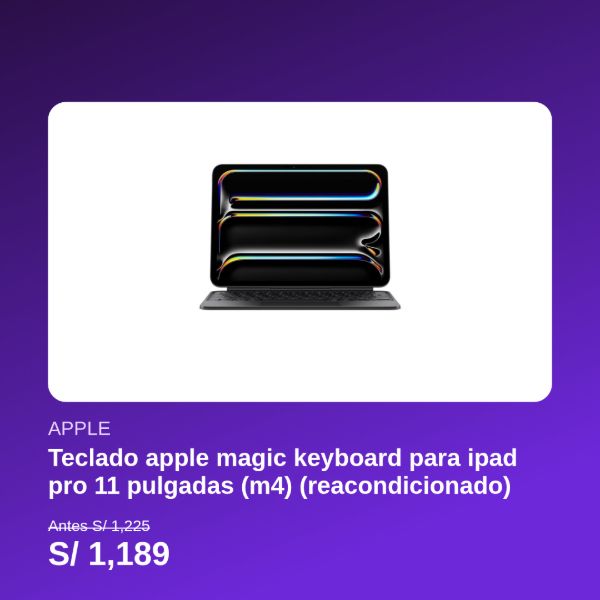 APPLE
Teclado apple magic keyboard para ipad
pro 11 pulgadas (m4) (reacondicionado)
Antes S/ 1,225
S/ 1,189